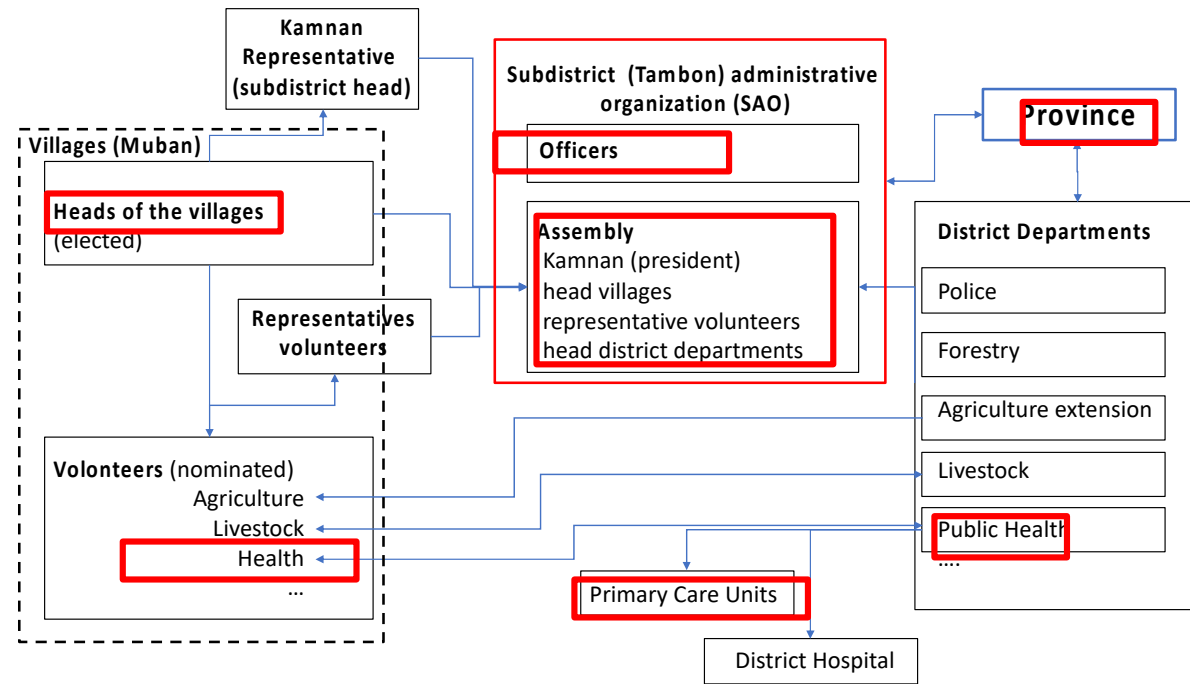 Kamnan
Representative
(subdistrict head)
Subdistrict (Tambon) administrative
organization (SAO)
Officers
Assembly
Kamnan (president)
head villages
representative volunteers
head district departments
Province
Villages (Muban)
Heads of the villages
(elected)
Representatives
volunteers
Volonteers (nominated)
Agriculture
Livestock
Health
...
District Departments
Police
Forestry
Agriculture extension
Livestock
Public Health
....
Primary Care Units
District Hospital